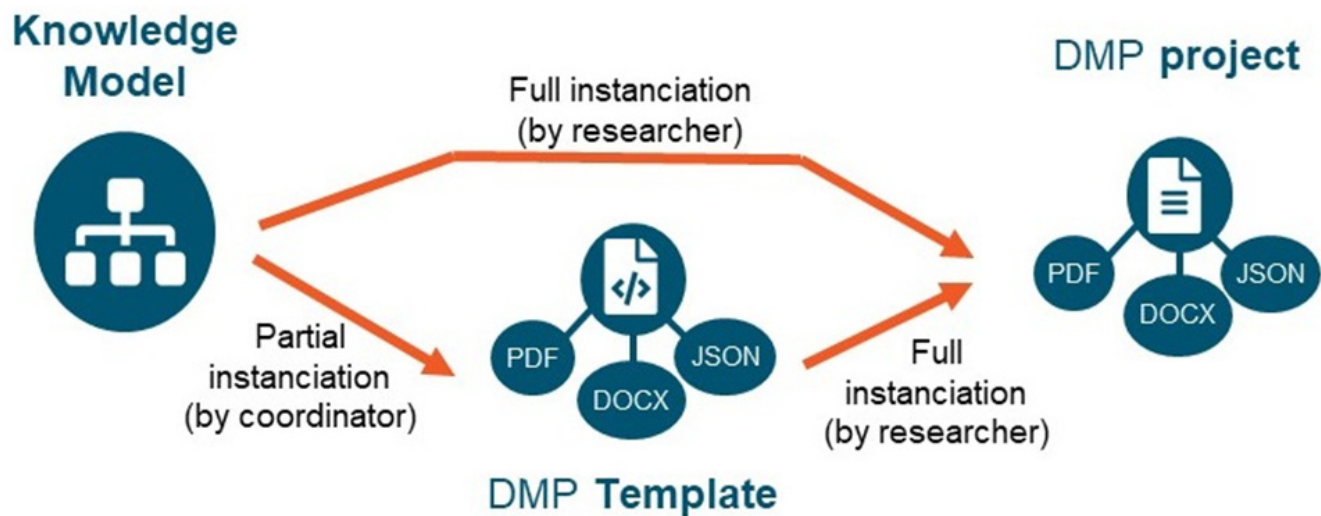 Knowledge
Model
Full instanciation
(by researcher)
DMP project
PDF
DOCX
JSON
Partial
instanciation
(by coordinator)
PDF
DOCX
JSON
Full
instanciation
(by researcher)
DMP Template